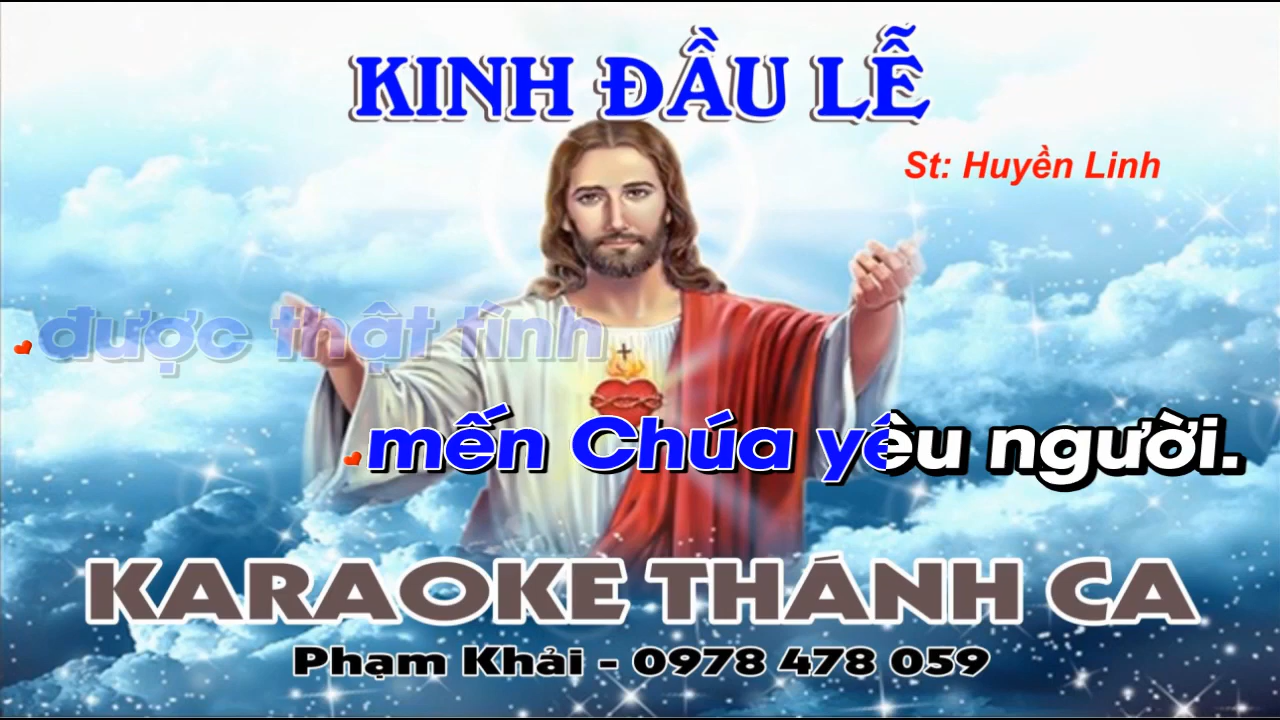 KINH ĐẦU LỄ
St: Huyền Linh
được thật tình
mến Chúa yêu người.
KARAOKE THÁNH CA
Phạm Khải - 0978 478 059